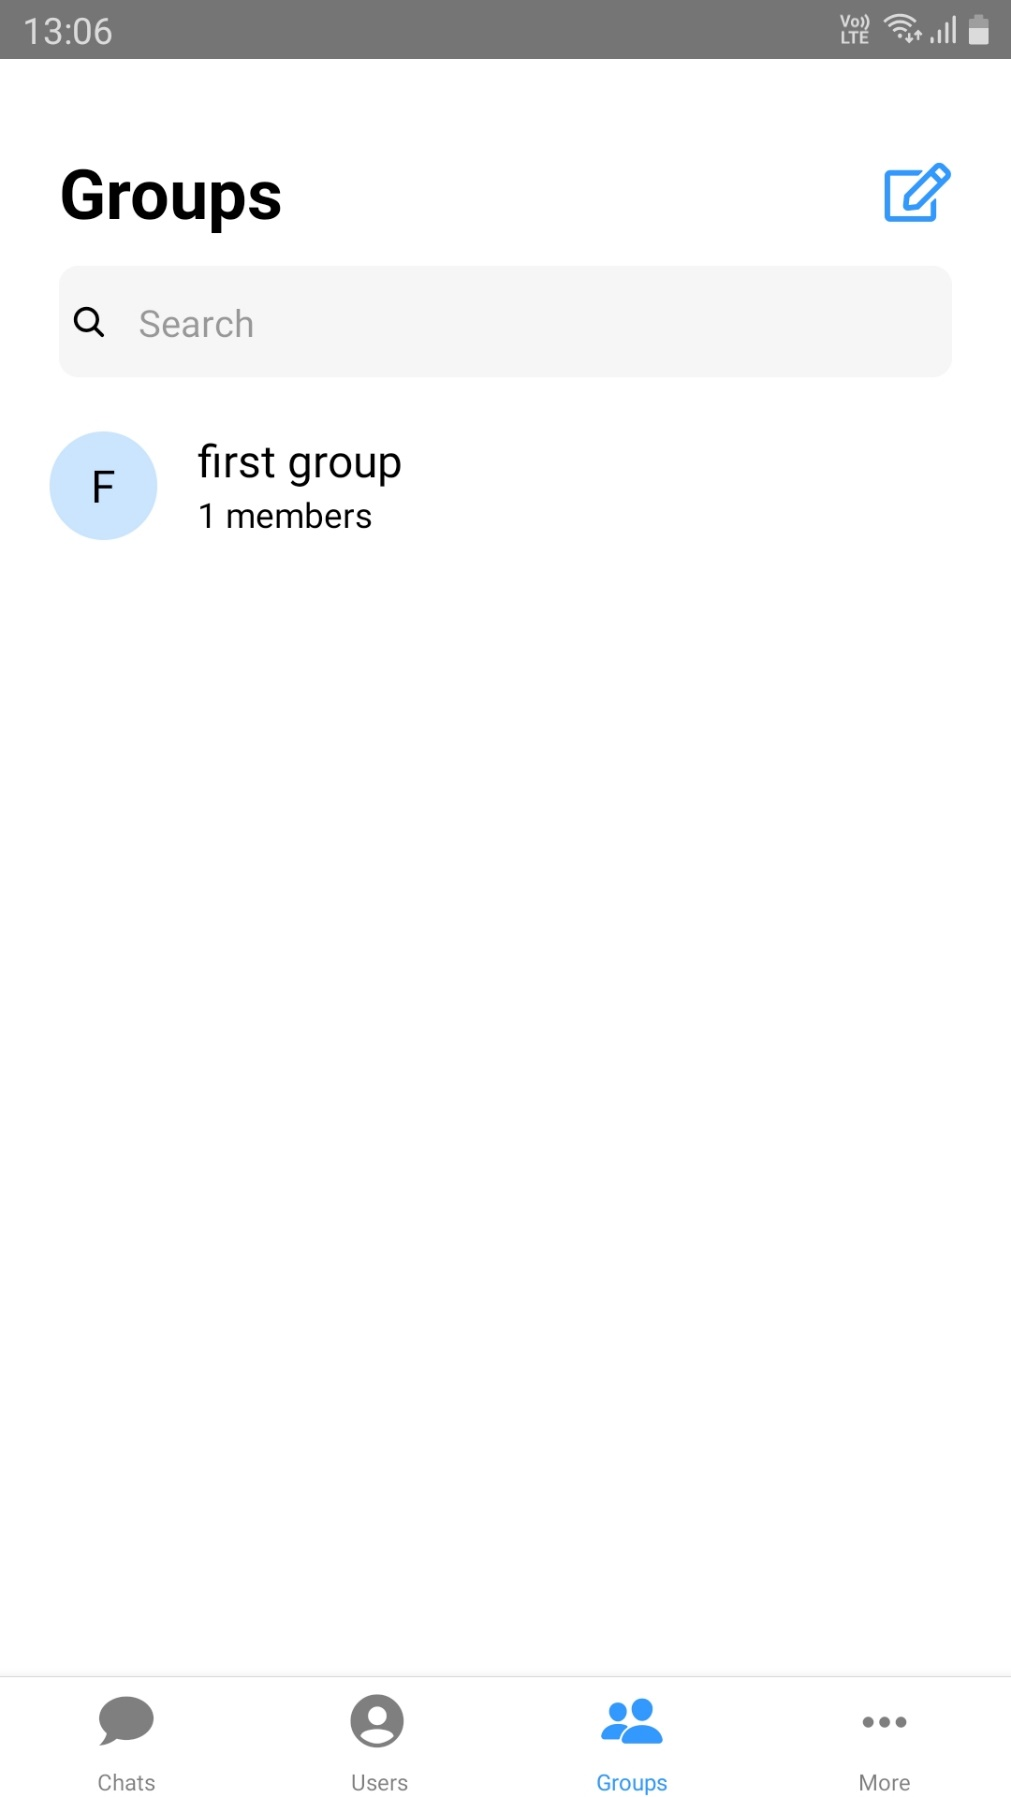 13:06
Vo))
LTE
Groups
Search
F
first group
1 members
Chats
Users
Groups
More